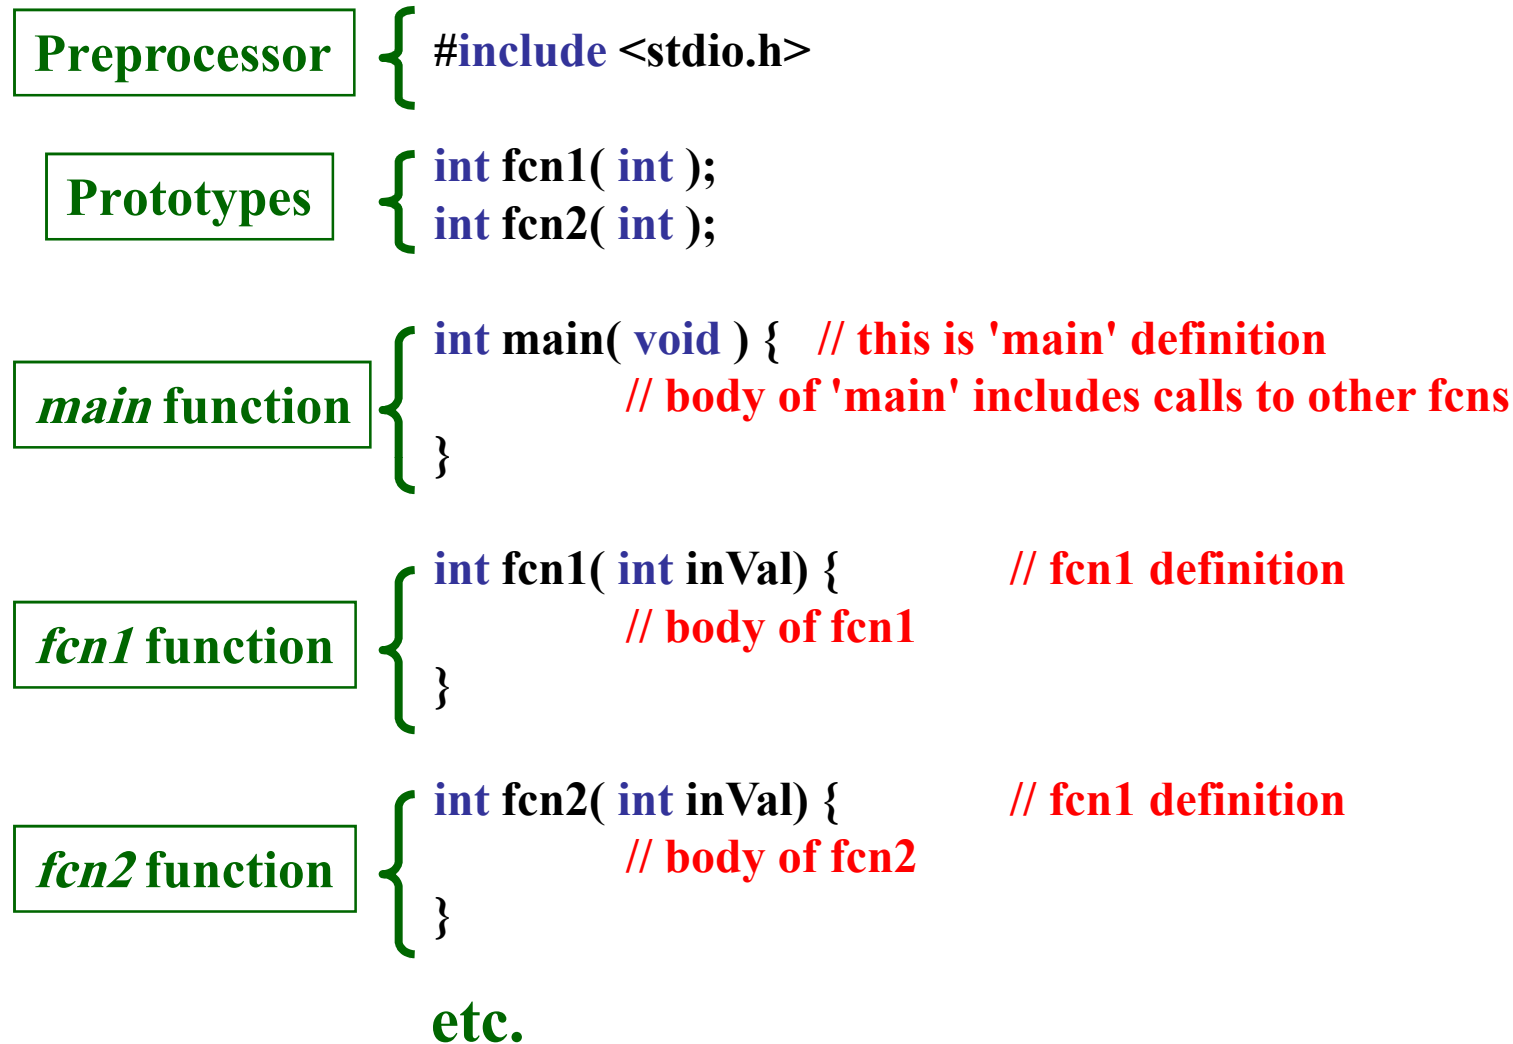 Preprocessor
#include <stdio.h>
Prototypes
int fcn1( int );
int fcn2( int );
main function
int main( void ) { // this is 'main' definition
// body of 'main' includes calls to other fcns
}
fcn1 function
int fcn1( int inVal) { // fcn1 definition
// body of fcn1
}
fcn2 function
int fcn2( int inVal) { // fcn1 definition
// body of fcn2
}
etc.